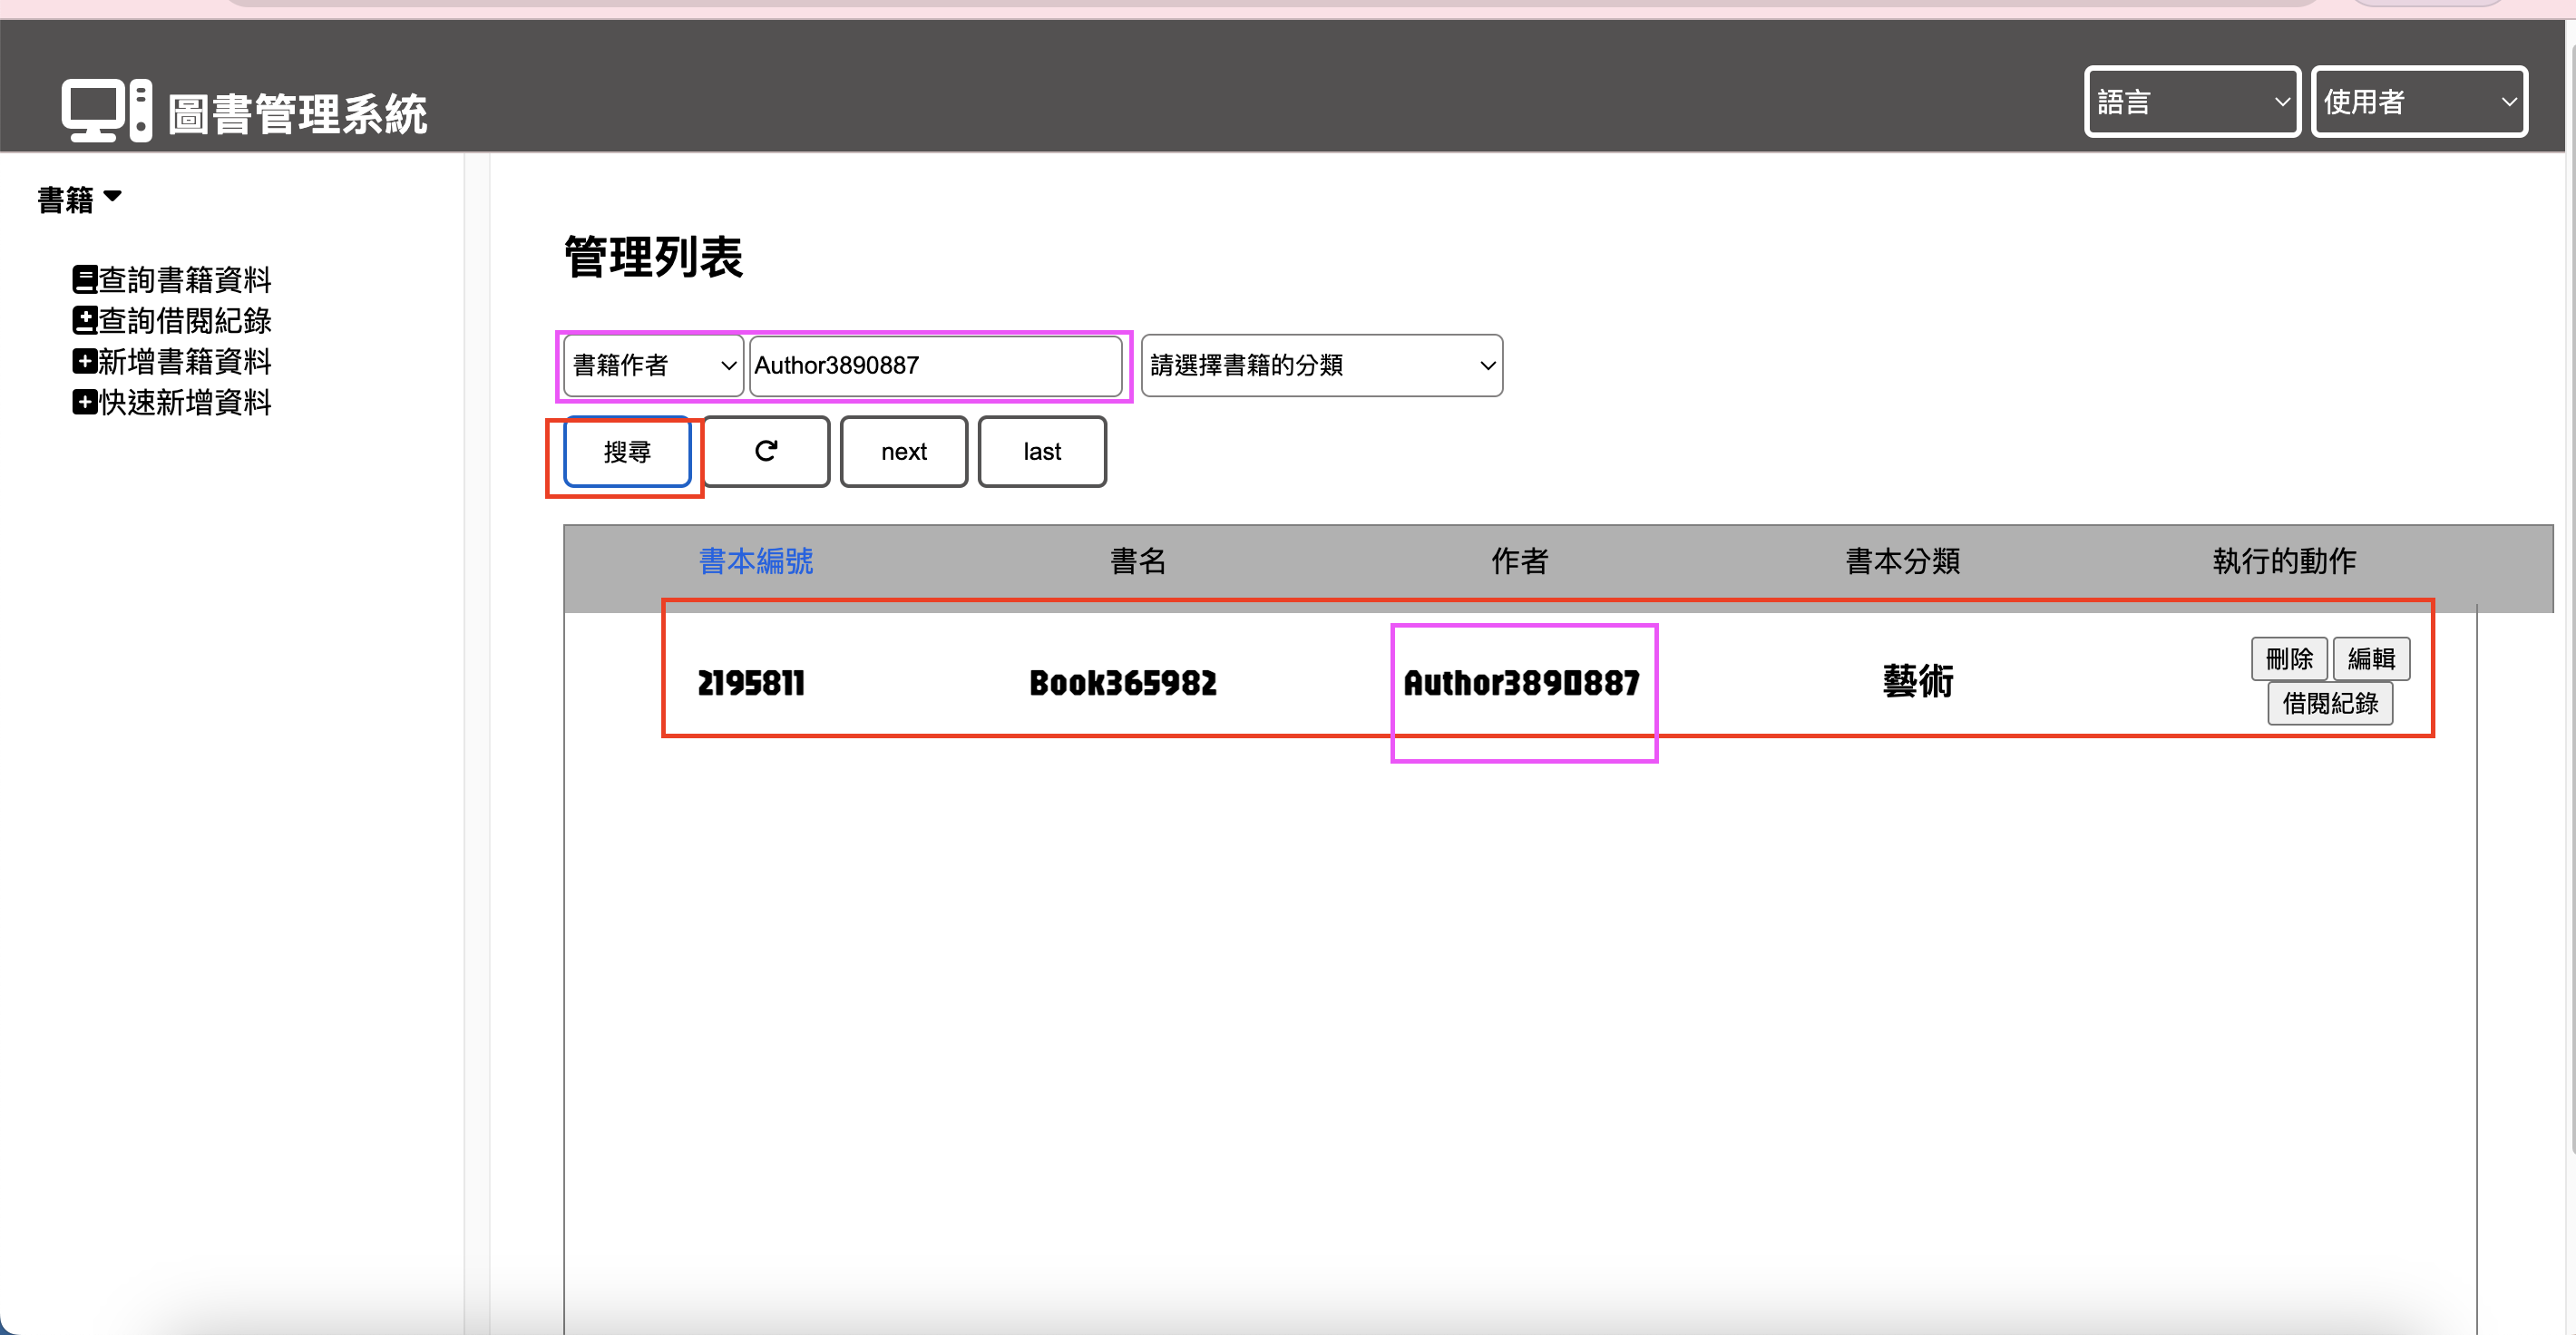 圖書管理系統
語言 使用者
書籍
查詢書籍資料
查詢借閱紀錄
新增書籍資料
快速新增資料
管理列表
書籍作者 Author3890887 請選擇書籍的分類
搜尋 next last
書本編號 書名 作者 書本分類 執行的動作
2195811 Book365982 Author3890887 藝術 刪除 編輯
借閱紀錄